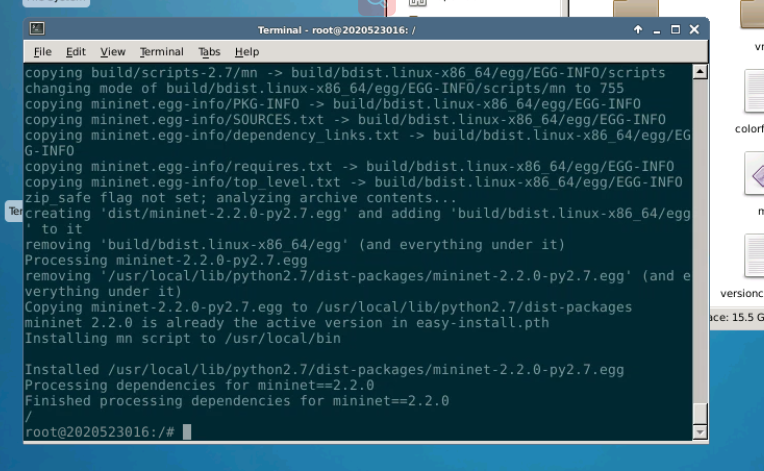 Terminal - root@2020523016: /
File Edit View Terminal Tabs Help
copying build/scripts-2.7/mn -> build/bdist.linux-x86_64/egg/EGG-INFO/scripts
changing mode of build/bdist.linux-x86_64/egg/EGG-INFO/scripts/mn to 755
copying mininet.egg-info/PKG-INFO -> build/bdist.linux-x86_64/egg/EGG-INFO
copying mininet.egg-info/SOURCES.txt -> build/bdist.linux-x86_64/egg/EGG-INFO
copying mininet.egg-info/dependency_links.txt -> build/bdist.linux-x86_64/egg/EG
G-INFO
copying mininet.egg-info/requires.txt -> build/bdist.linux-x86_64/egg/EGG-INFO
copying mininet.egg-info/top_level.txt -> build/bdist.linux-x86_64/egg/EGG-INFO
zip_safe flag not set; analyzing archive contents...
creating 'dist/mininet-2.2.0-py2.7.egg' and adding 'build/bdist.linux-x86_64/egg
' to it
removing 'build/bdist.linux-x86_64/egg' (and everything under it)
Processing mininet-2.2.0-py2.7.egg
removing '/usr/local/lib/python2.7/dist-packages/mininet-2.2.0-py2.7.egg' (and e
verything under it)
Copying mininet-2.2.0-py2.7.egg to /usr/local/lib/python2.7/dist-packages
mininet 2.2.0 is already the active version in easy-install.pth
Installing mn script to /usr/local/bin
Installed /usr/local/lib/python2.7/dist-packages/mininet-2.2.0-py2.7.egg
Processing dependencies for mininet==2.2.0
Finished processing dependencies for mininet==2.2.0
/
root@2020523016:/#
Ter
vr
colorf
m
versionc
ace: 15.5 G